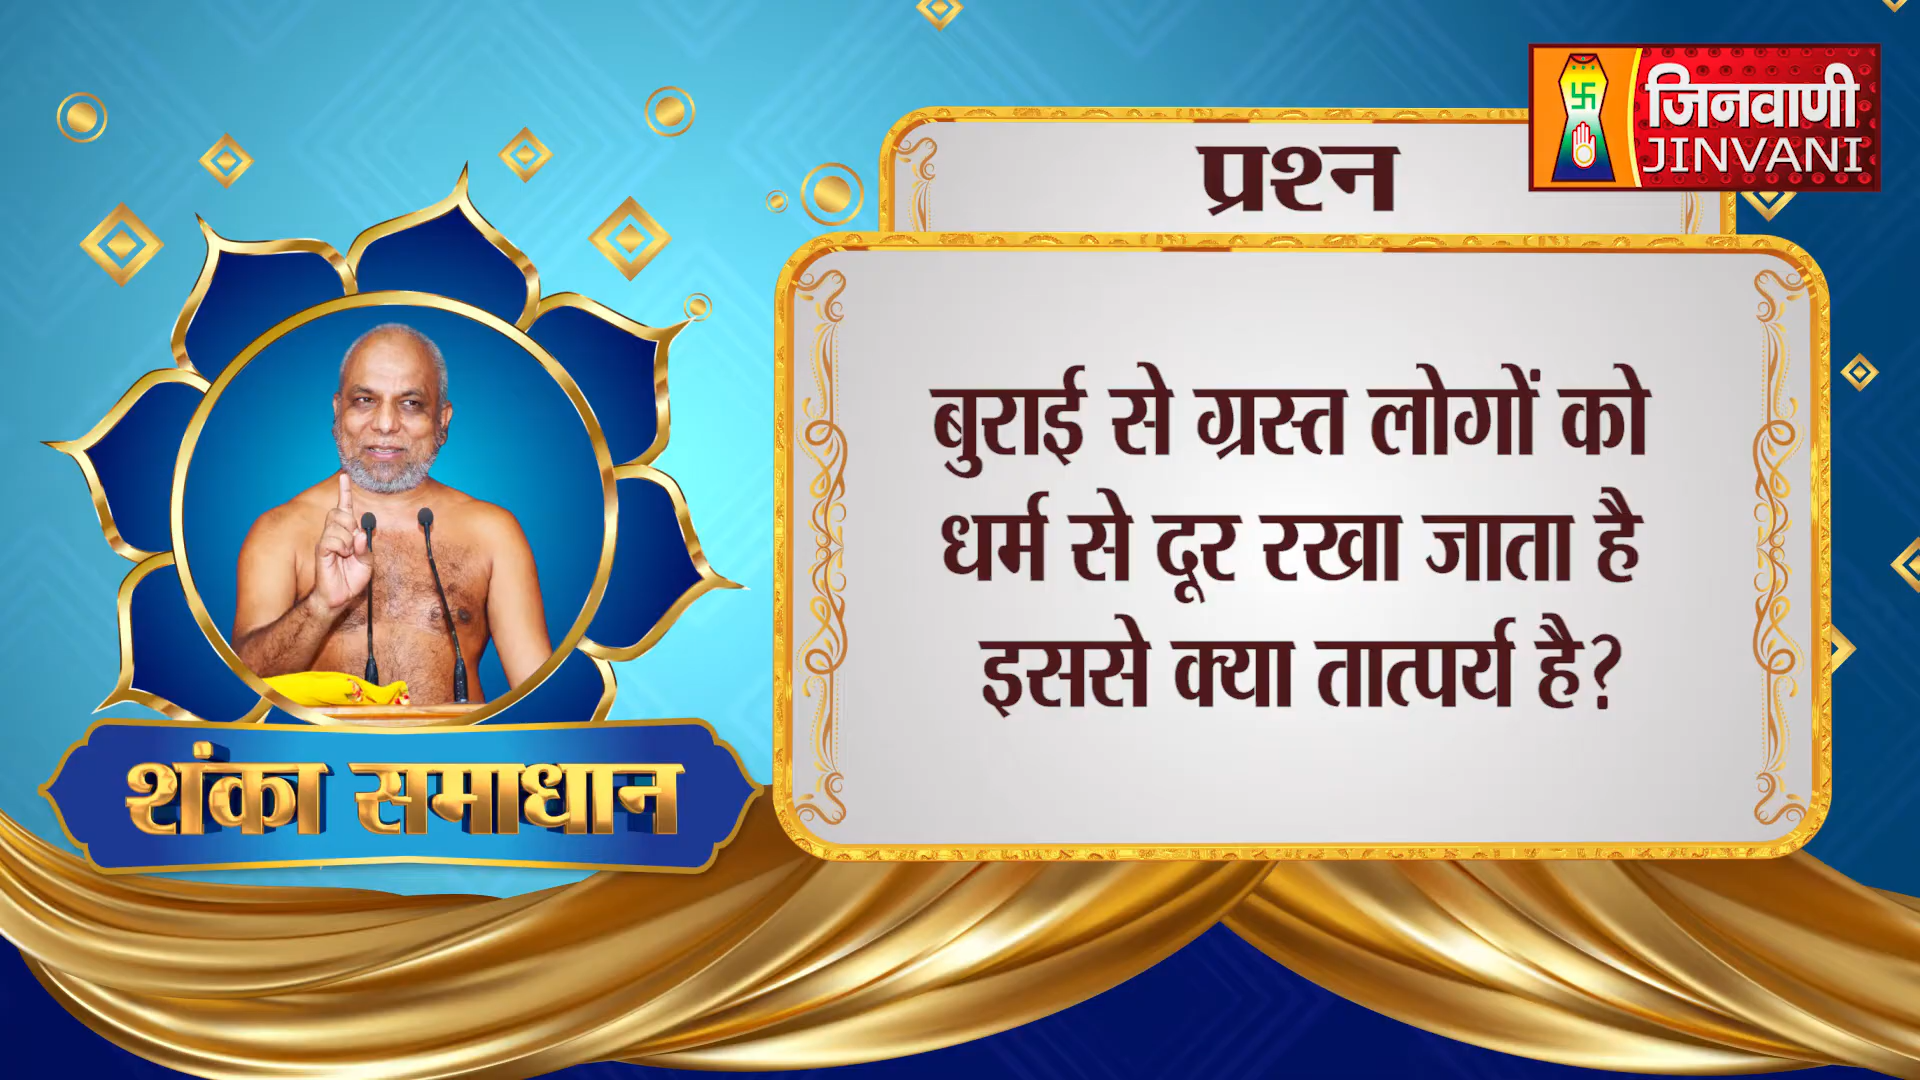 जिनवाणी
JINVANI
प्रश्न
बुराई से ग्रस्त लोगों को
धर्म से दूर रखा जाता है
इससे क्या तात्पर्य है?
शंका समाधान